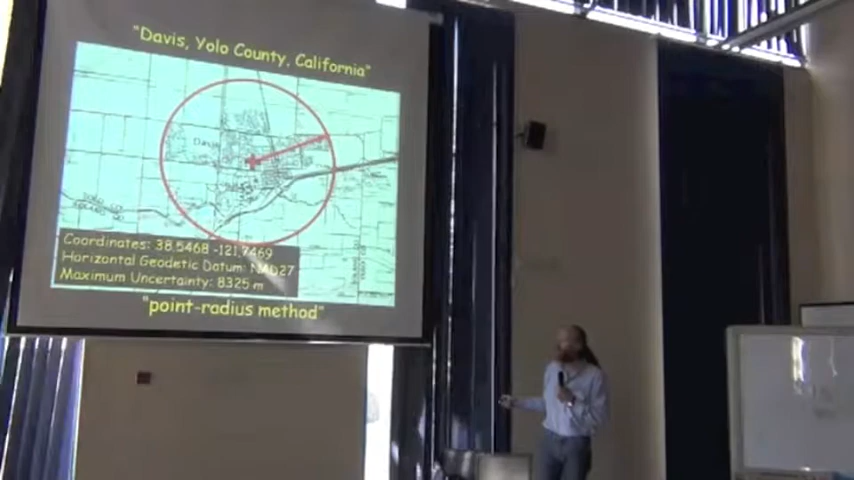 "Davis, Yolo County, California"
Davis
Coordinates: 38.5468 -121.7469
Horizontal Geodetic Datum: NAD27
Maximum Uncertainty: 8325 m
"point-radius method"